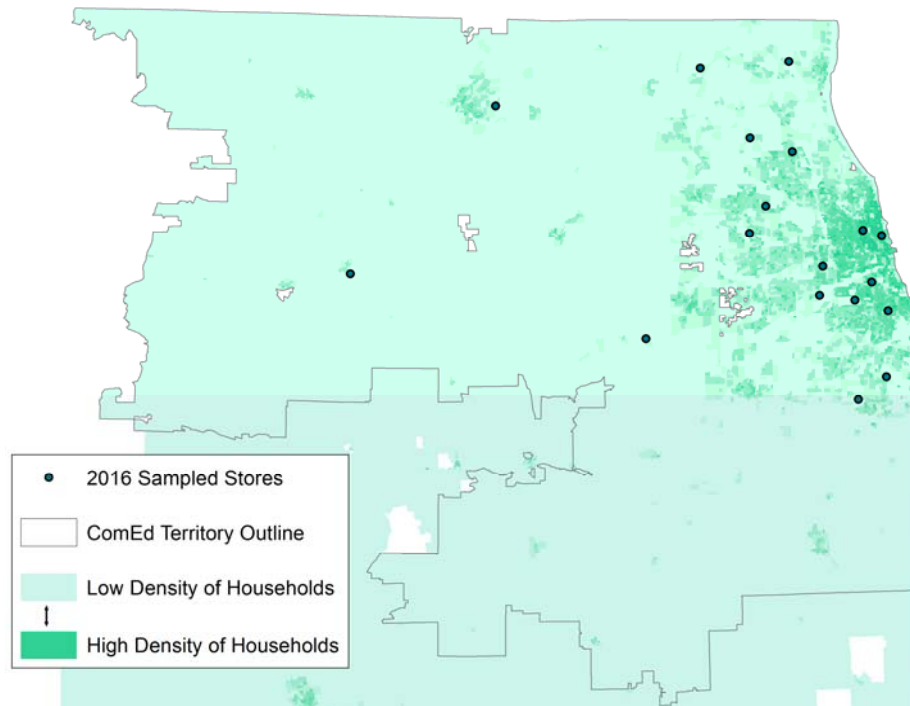 2016 Sampled Stores
ComEd Territory Outline
Low Density of Households
High Density of Households